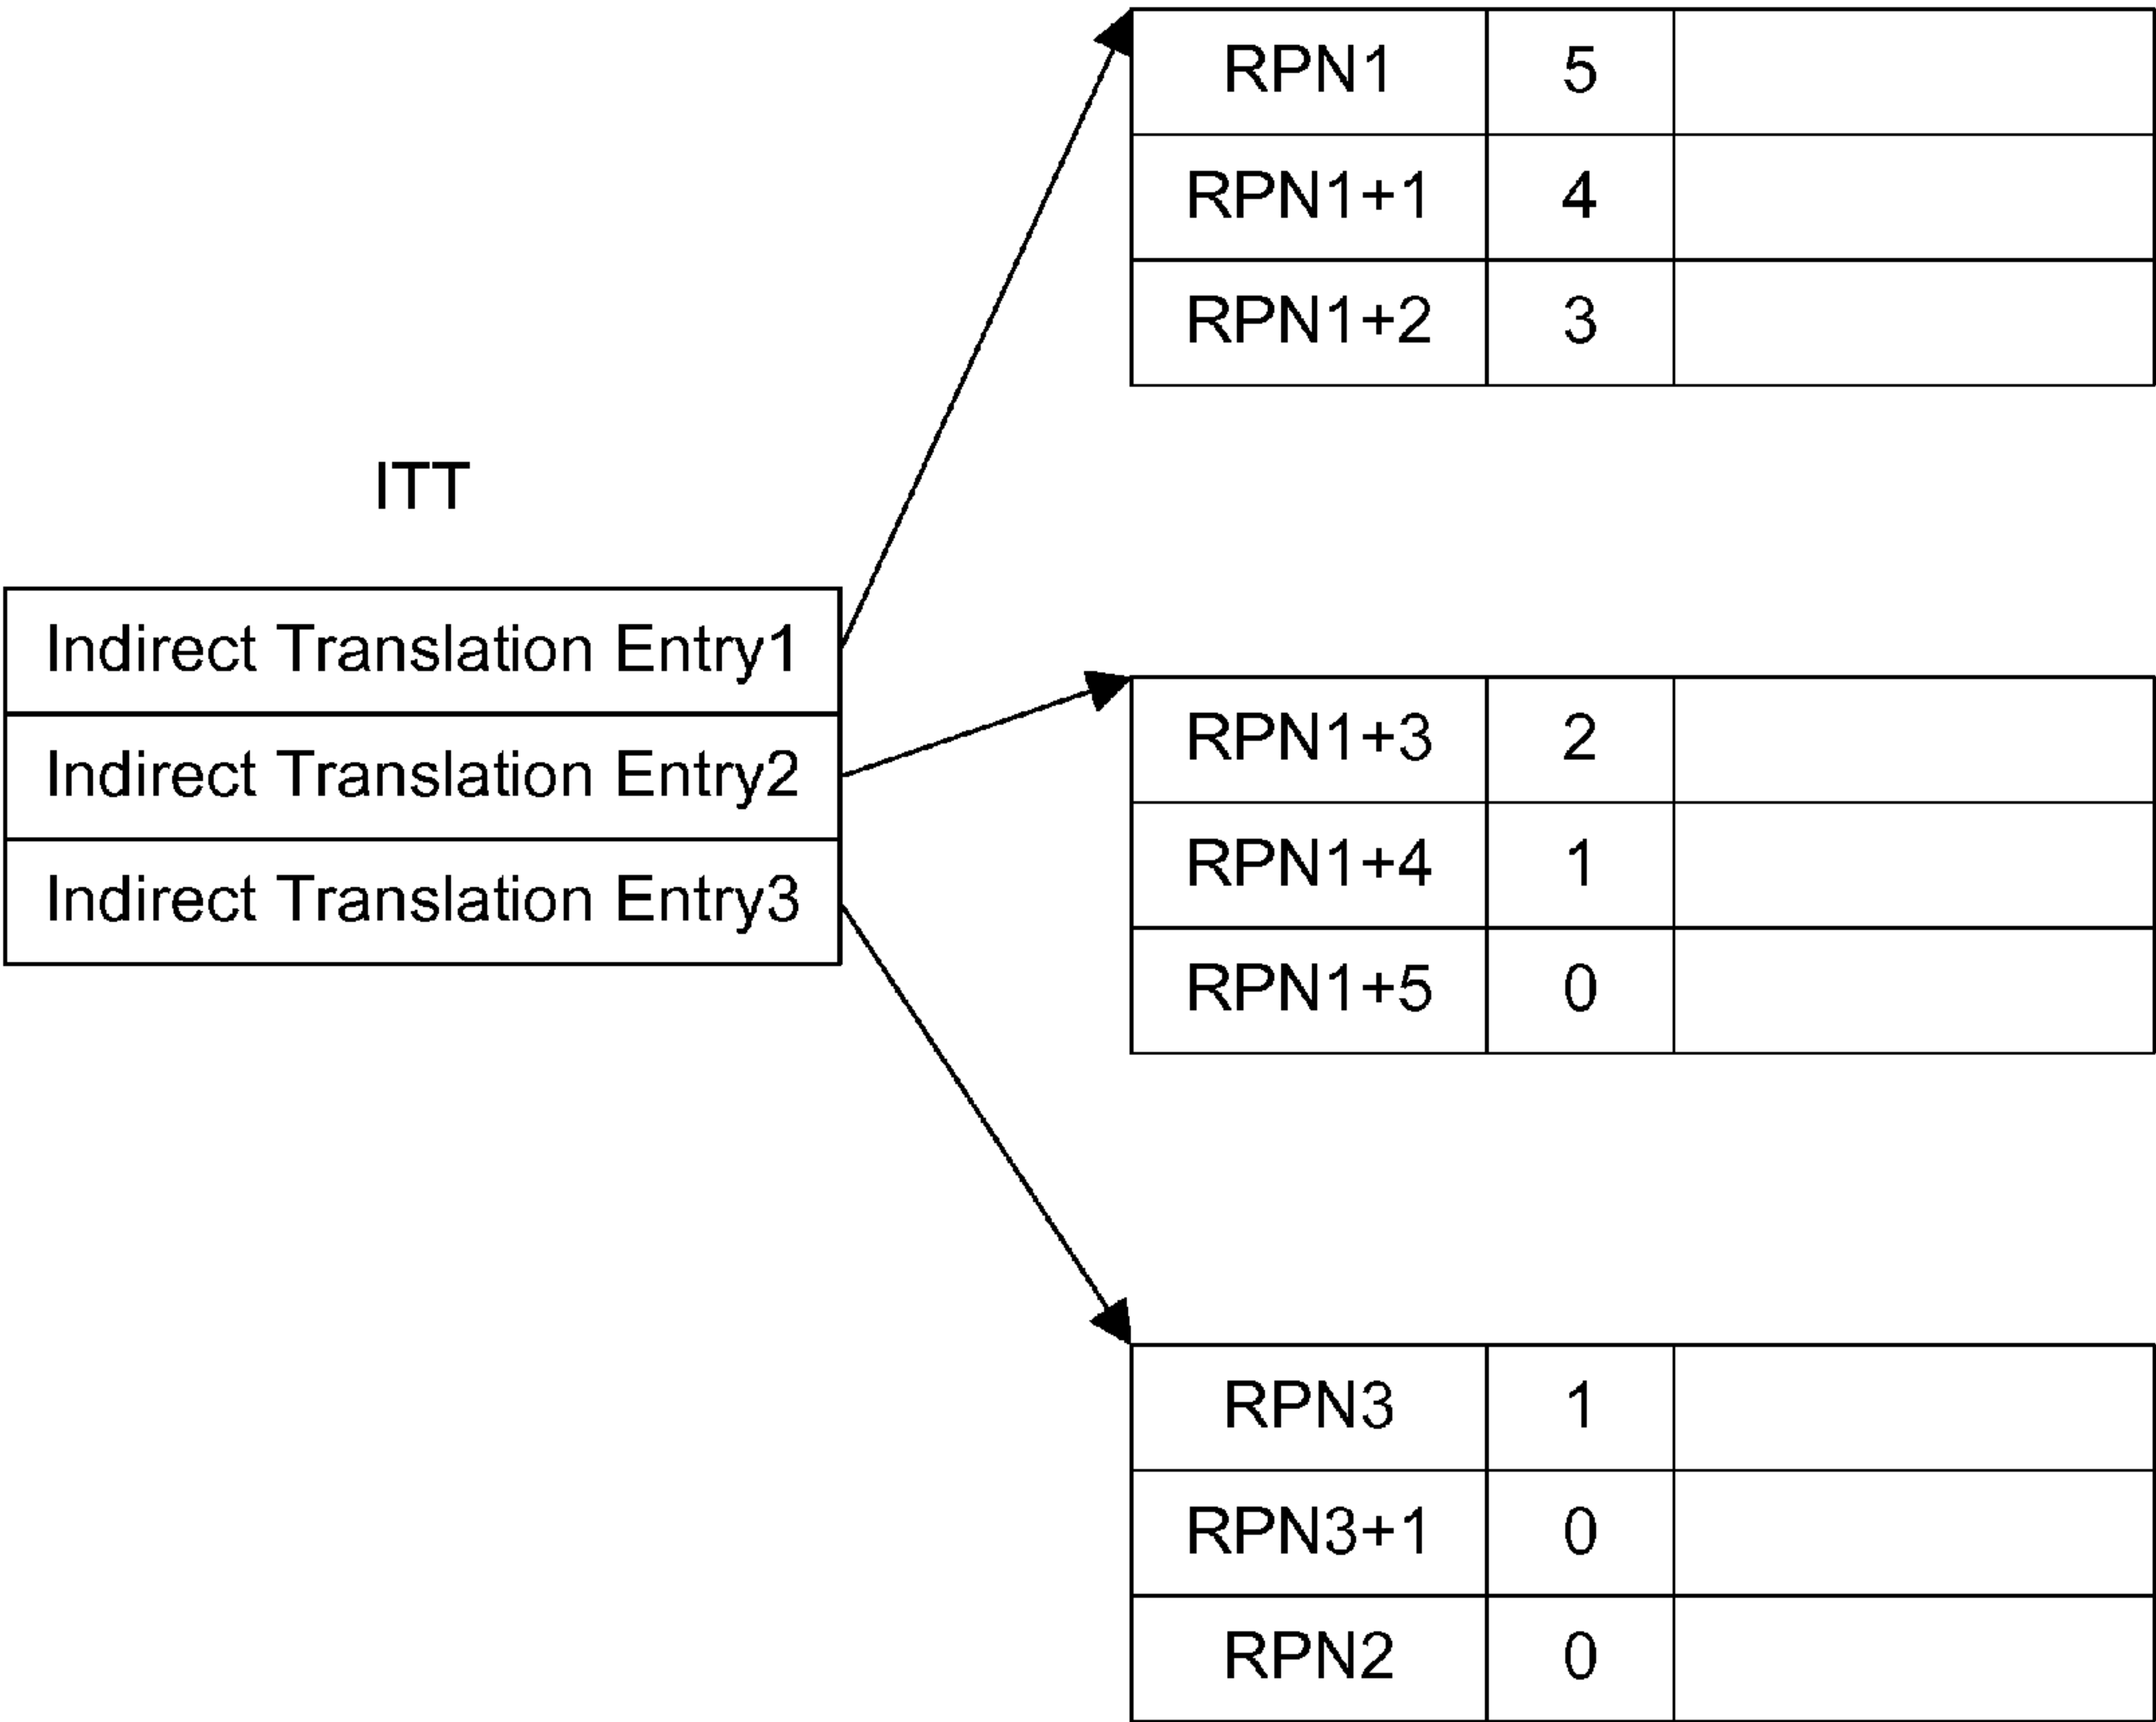 RPN1 5
RPN1+1 4
RPN1+2 3
ITT
Indirect Translation Entry1
Indirect Translation Entry2
Indirect Translation Entry3
RPN1+3 2
RPN1+4 1
RPN1+5 0
RPN3 1
RPN3+1 0
RPN2 0